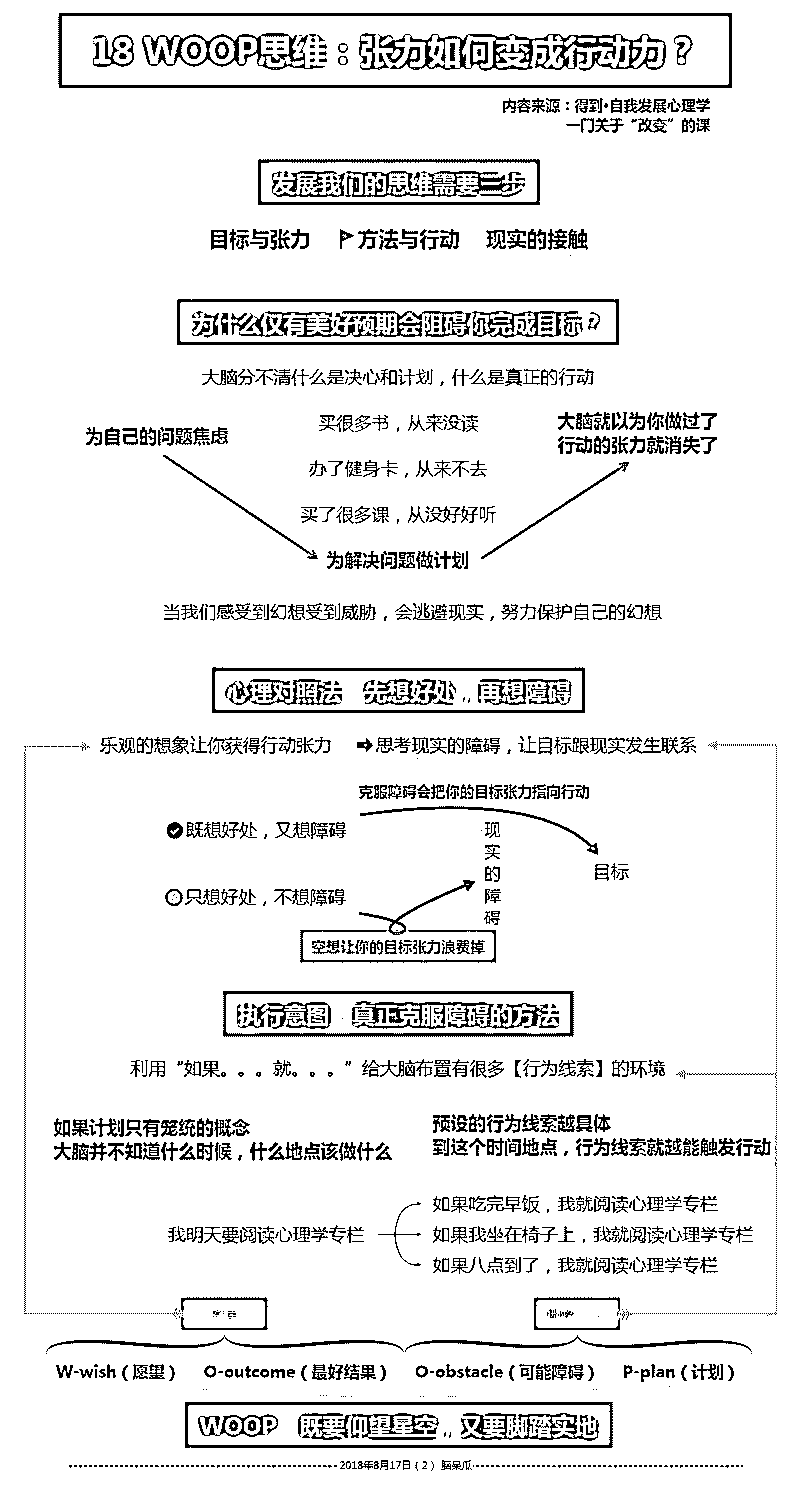 18 WOOP思维：张力如何变成行动力？
内容来源：得到·自我发展心理学
一门关于“改变”的课
发展我们的思维需要三步
目标与张力 方法与行动 现实的接触
为什么仅有美好预期会阻碍你完成目标？
大脑分不清什么是决心和计划，什么是真正的行动
为自己的问题焦虑
买很多书，从来没读
办了健身卡，从来不去
买了很多课，从没好好听
为解决问题做计划
大脑就以为你做过了
行动的张力就消失了
当我们感受到幻想受到威胁，会逃避现实，努力保护自己的幻想
心理对照法 先想好处，再想障碍
乐观的想象让你获得行动张力 思考现实的障碍，让目标跟现实发生联系
克服障碍会把你的目标张力指向行动
既想好处，又想障碍
现实的障碍
目标
只想好处，不想障碍
空想让你的目标张力浪费掉
执行意图 真正克服障碍的方法
利用“如果。。。就。。。”给大脑布置有很多【行为线索】的环境
如果计划只有笼统的概念
大脑并不知道什么时候，什么地点该做什么
预设的行为线索越具体
到这个时间地点，行为线索就越能触发行动
我明天要阅读心理学专栏
如果吃完早饭，我就阅读心理学专栏
如果我坐在椅子上，我就阅读心理学专栏
如果八点到了，我就阅读心理学专栏
W-wish（愿望） O-outcome（最好结果） O-obstacle（可能障碍） P-plan（计划）
WOOP 既要仰望星空，又要脚踏实地
2018年8月17日（2） 脑呆瓜